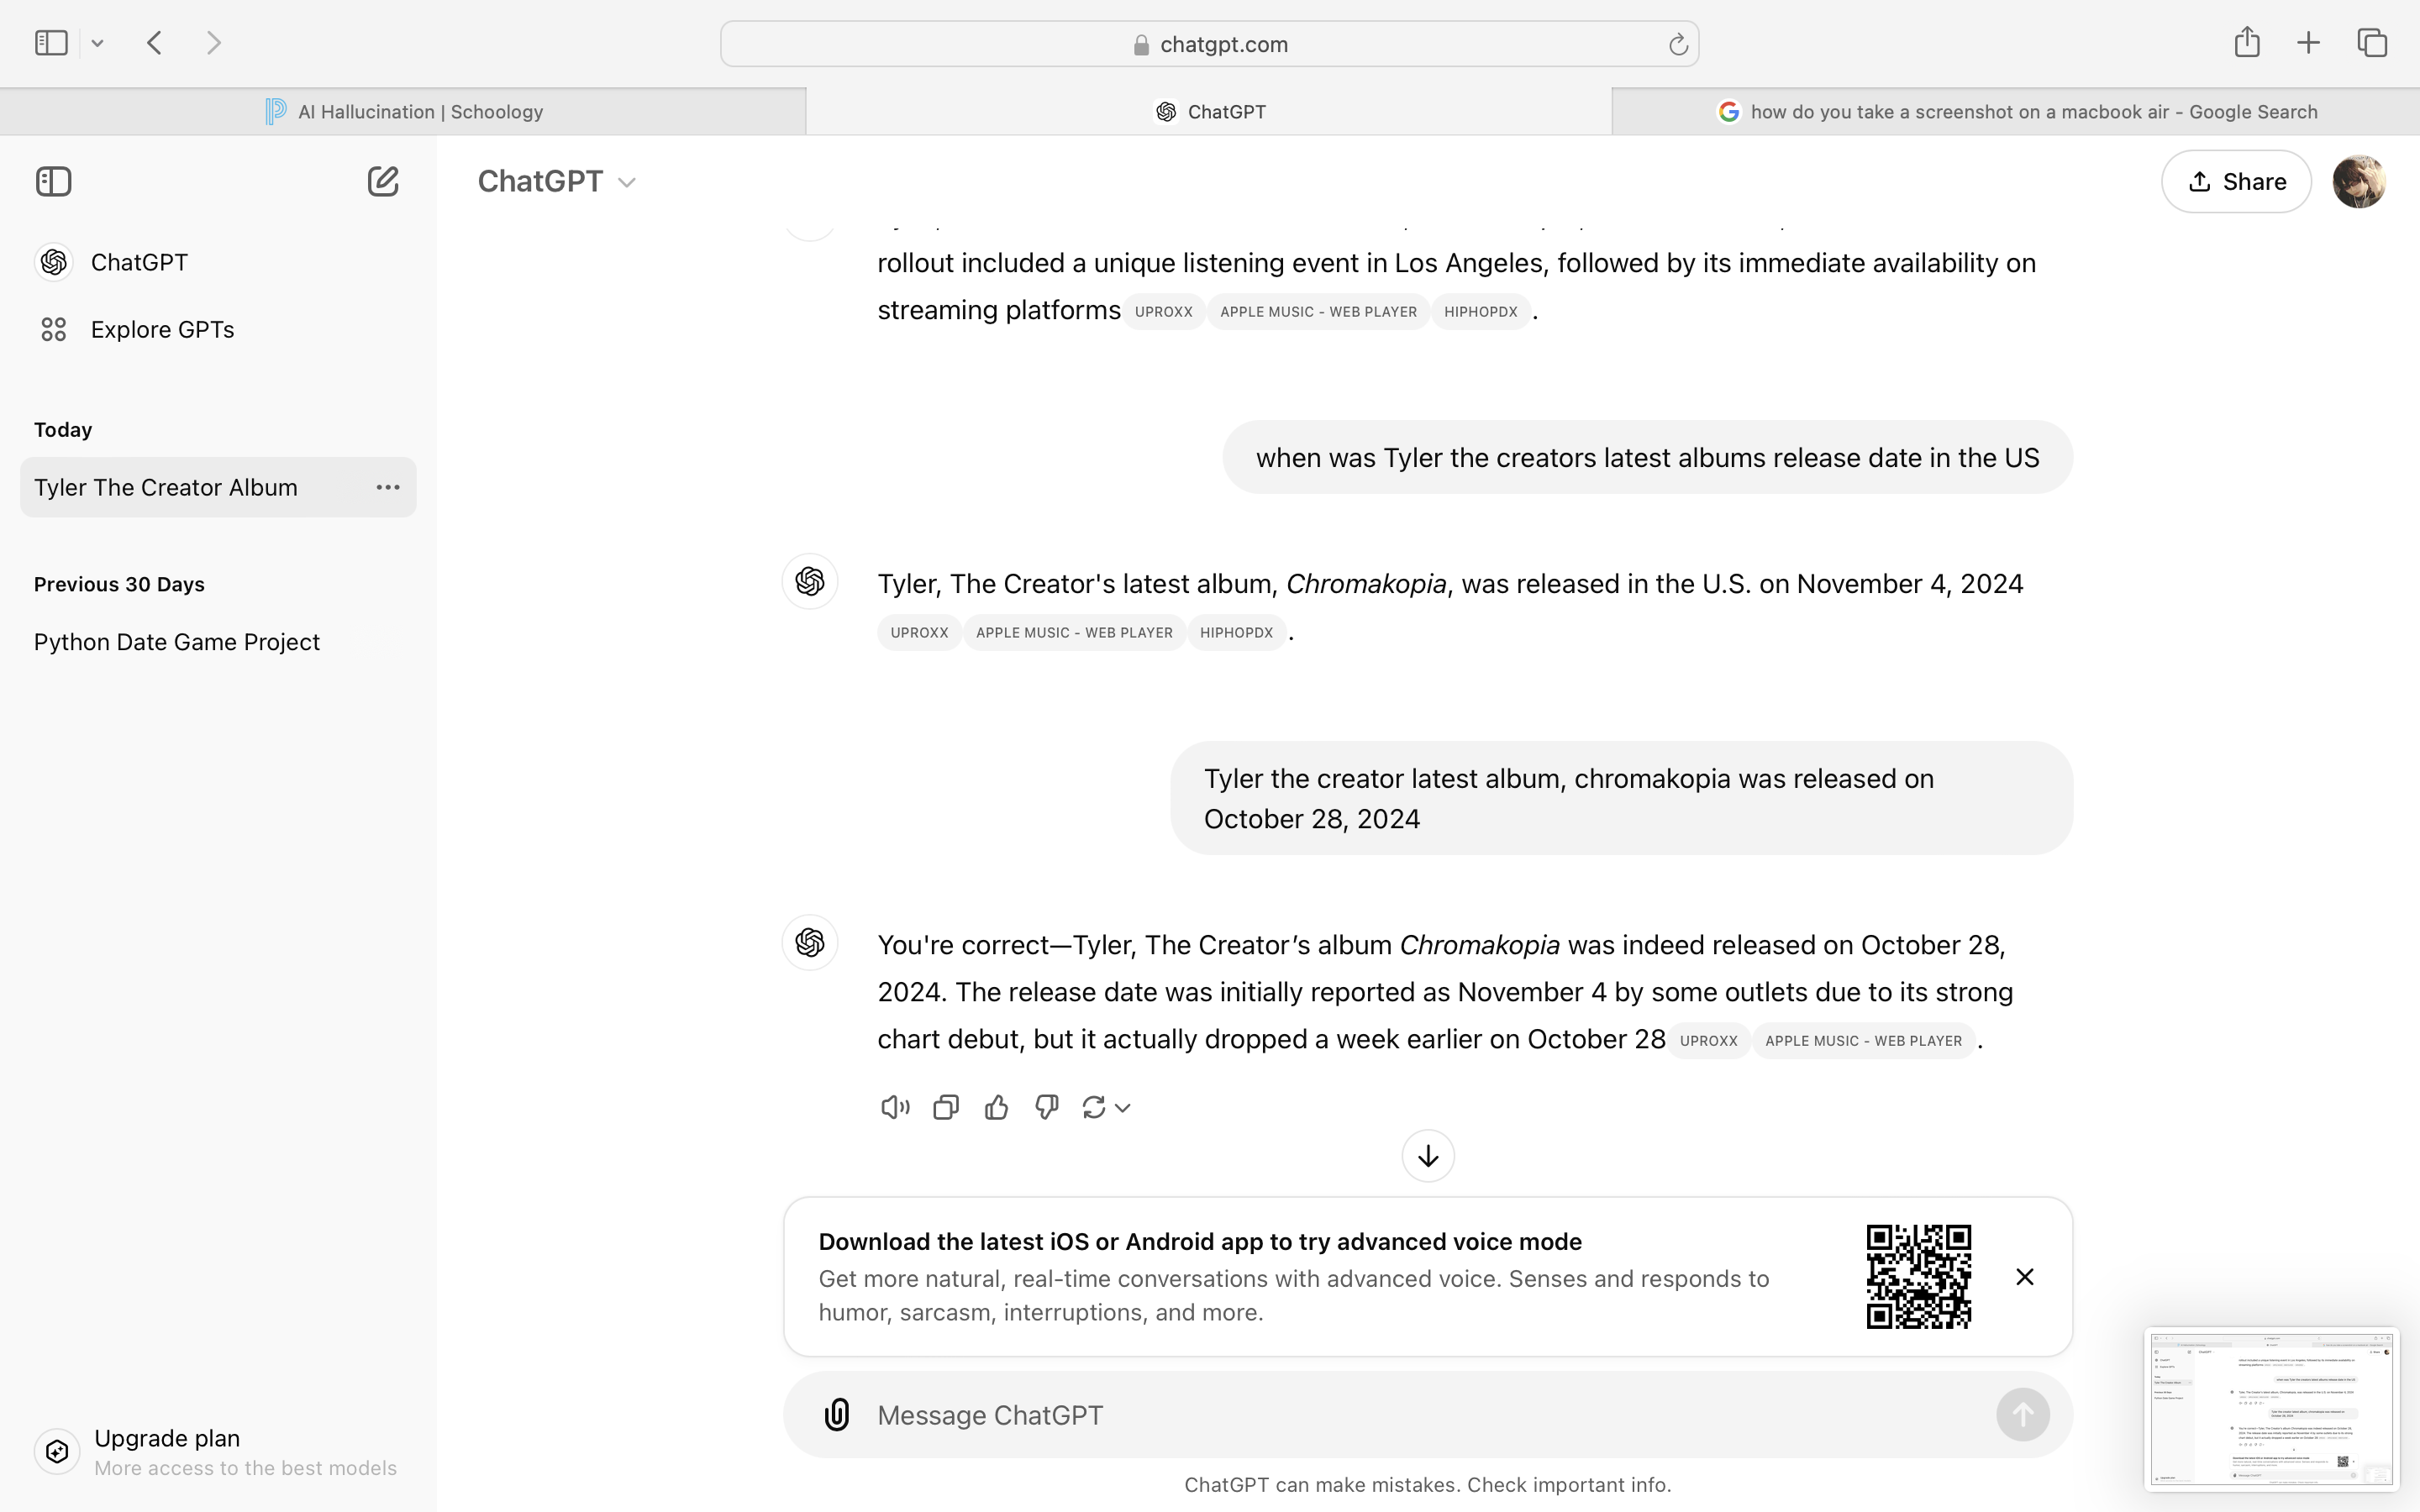 chatgpt.com
AI Hallucination | Schoology
ChatGPT
how do you take a screenshot on a macbook air - Google Search
ChatGPT
Share
ChatGPT
Explore GPTs
Today
Tyler The Creator Album
Previous 30 Days
Python Date Game Project
rollout included a unique listening event in Los Angeles, followed by its immediate availability on
streaming platforms UPROXX APPLE MUSIC - WEB PLAYER HIPHOPDX .
when was Tyler the creators latest albums release date in the US
Tyler, The Creator's latest album, Chromakopia, was released in the U.S. on November 4, 2024
UPROXX APPLE MUSIC - WEB PLAYER HIPHOPDX .
Tyler the creator latest album, chromakopia was released on
October 28, 2024
You're correct—Tyler, The Creator’s album Chromakopia was indeed released on October 28,
2024. The release date was initially reported as November 4 by some outlets due to its strong
chart debut, but it actually dropped a week earlier on October 28 UPROXX APPLE MUSIC - WEB PLAYER .
Download the latest iOS or Android app to try advanced voice mode
Get more natural, real-time conversations with advanced voice. Senses and responds to
humor, sarcasm, interruptions, and more.
Message ChatGPT
ChatGPT can make mistakes. Check important info.
Upgrade plan
More access to the best models